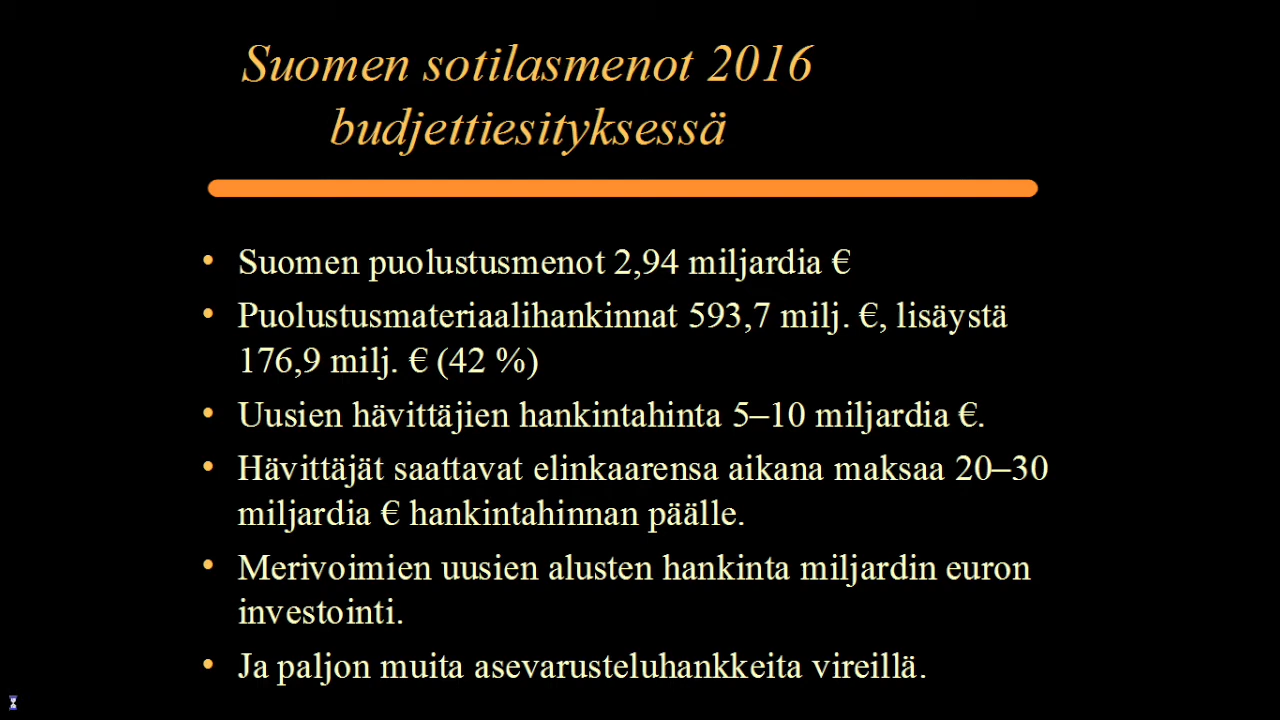 Suomen sotilasmenot 2016
budjettiesityksessä
• Suomen puolustusmenot 2,94 miljardia €
• Puolustusmateriaalihankinnat 593,7 milj. €, lisäystä
176,9 milj. € (42 %)
• Uusien hävittäjien hankintahinta 5–10 miljardia €.
• Hävittäjät saattavat elinkaarensa aikana maksaa 20–30
miljardia € hankintahinnan päälle.
• Merivoimien uusien alusten hankinta miljardin euron
investointi.
• Ja paljon muita asevarusteluhankkeita vireillä.